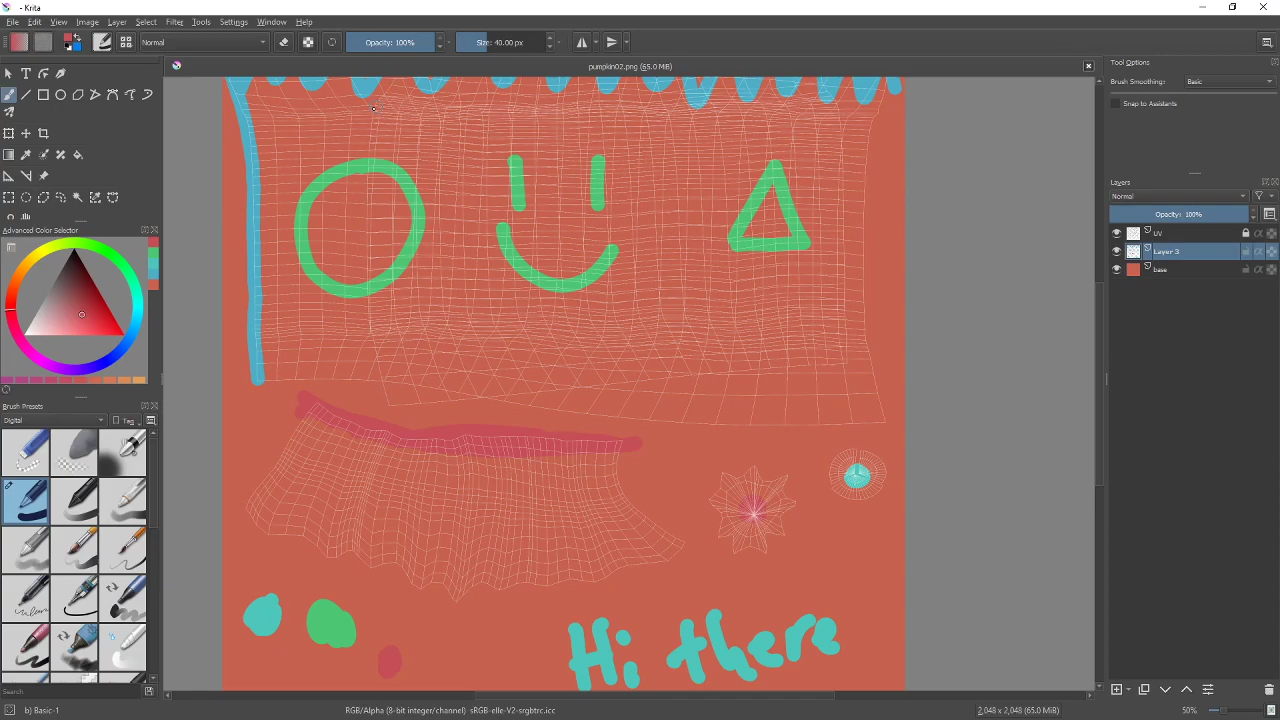 - Krita
File Edit View Image Layer Select Filter Tools Settings Window Help
Normal Opacity: 100% Size: 40.00 px
pumpkin02.png (65.0 MiB)
Tool Options
Brush Smoothing: Basic
Snap to Assistants
Layers
Normal
Opacity: 100%
UV
Layer 3
base
Advanced Color Selector
Brush Presets
Digital Tag
Search
Hi there
b) Basic-1
RGB/Alpha (8-bit integer/channel) sRGB-elle-V2-srgbtrc.icc
2,048 x 2,048 (65.0 MiB)
50%